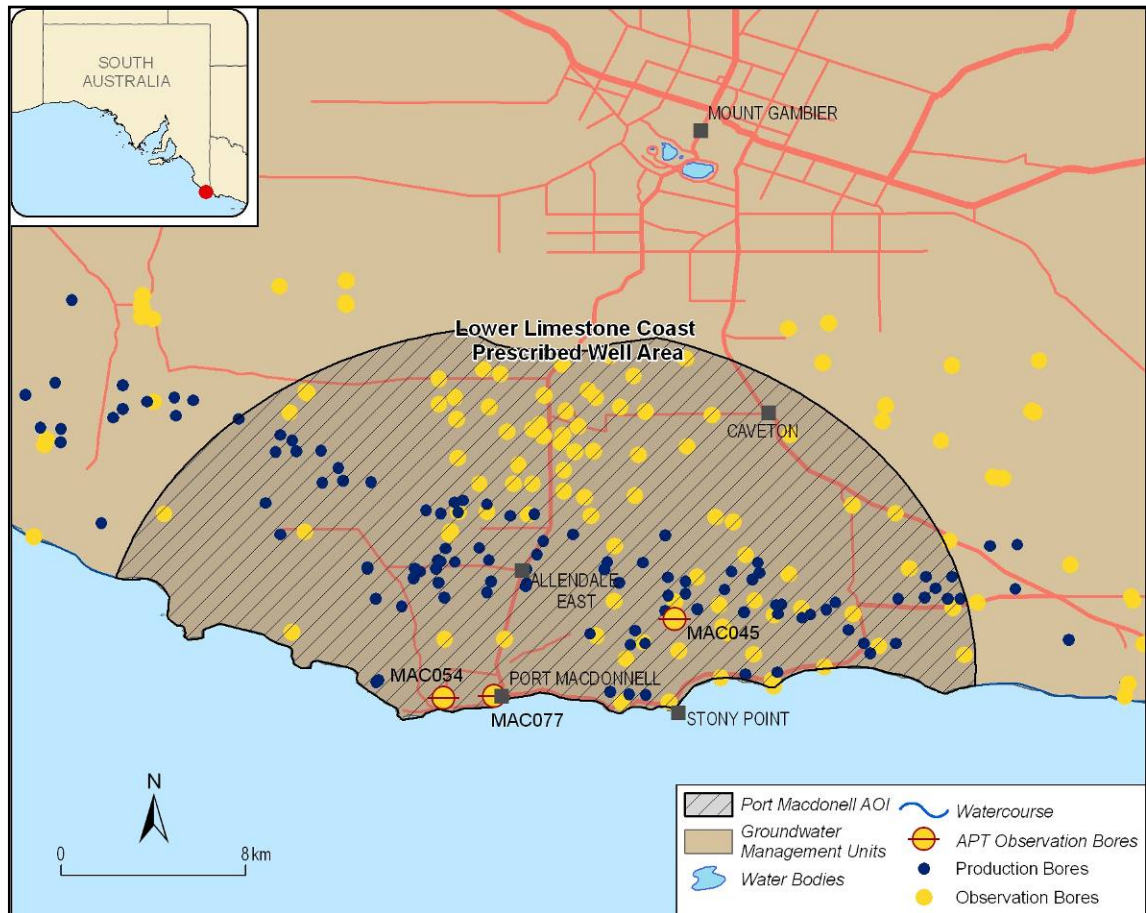 SOUTH
AUSTRALIA
MOUNT GAMBIER
Lower Limestone Coast
Prescribed Well Area
CAVETON
ALLENDALE
EAST
MAC045
MAC054
PORT MACDONNELL
MAC077
STONY POINT
N
0 8 km
Port Macdonell AOI
Groundwater
Management Units
Water Bodies
Watercourse
APT Observation Bores
Production Bores
Observation Bores